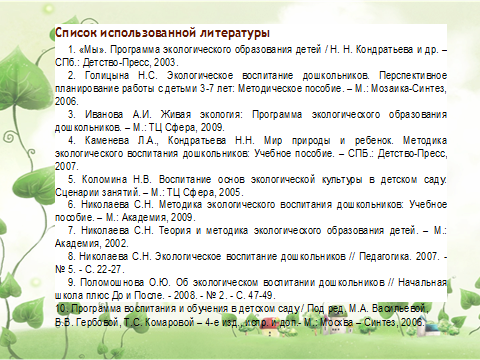 Список использованной литературы
1. «Мы». Программа экологического образования детей / Н. Н. Кондратьева и др. –
СПб.: Детство-Пресс, 2003.
2. Голицына Н.С. Экологическое воспитание дошкольников. Перспективное
планирование работы с детьми 3-7 лет: Методическое пособие. – М.: Мозаика-Синтез,
2006.
3. Иванова А.И. Живая экология: Программа экологического образования
дошкольников. – М.: ТЦ Сфера, 2009.
4. Каменева Л.А., Кондратьева Н.Н. Мир природы и ребенок. Методика
экологического воспитания дошкольников: Учебное пособие. – СПБ.: Детство-Пресс,
2007.
5. Коломина Н.В. Воспитание основ экологической культуры в детском саду:
Сценарии занятий. – М.: ТЦ Сфера, 2005.
6. Николаева С.Н. Методика экологического воспитания дошкольников: Учебное
пособие. – М.: Академия, 2009.
7. Николаева С.Н. Теория и методика экологического образования детей. – М.:
Академия, 2002.
8. Николаева С.Н. Экологическое воспитание дошкольников // Педагогика. 2007. -
№ 5. - С. 22-27.
9. Поломошнова О.Ю. Об экологическом воспитании дошкольников // Начальная
школа плюс До и После. - 2008. - № 2. - С. 47-49.
10. Программа воспитания и обучения в детском саду / Под ред. М.А. Васильевой,
В.В. Гербовой, Т.С. Комаровой – 4-е изд., испр. и доп.- М.: Москва – Синтез, 2006.